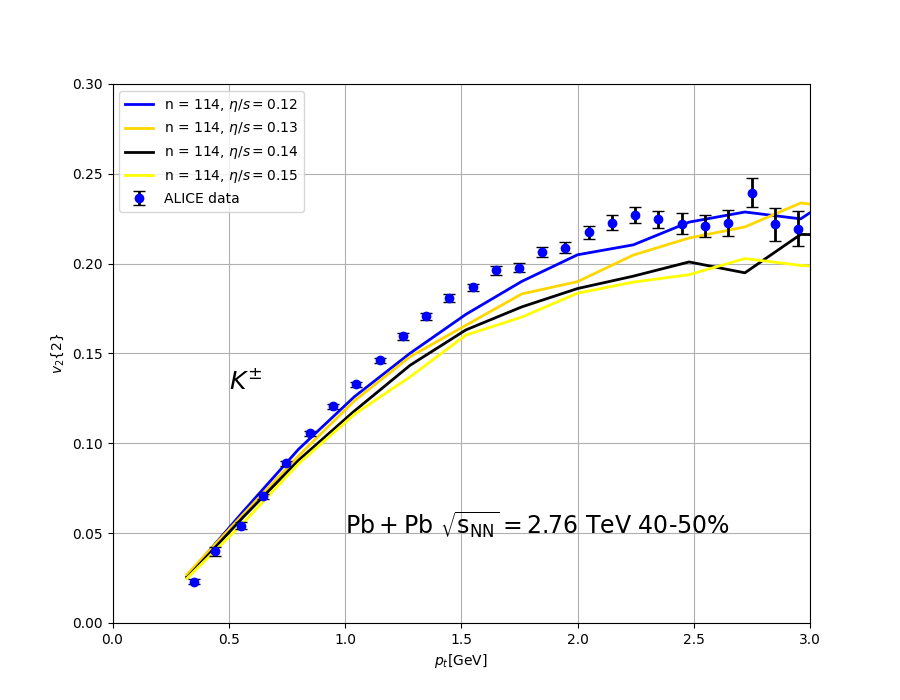 0.30
0.25
0.20
0.15
0.10
0.05
0.00
v₂{2}
n = 114, η/s = 0.12
n = 114, η/s = 0.13
n = 114, η/s = 0.14
n = 114, η/s = 0.15
ALICE data
K±
Pb + Pb √sNN = 2.76 TeV 40-50%
0.0 0.5 1.0 1.5 2.0 2.5 3.0
pt[GeV]